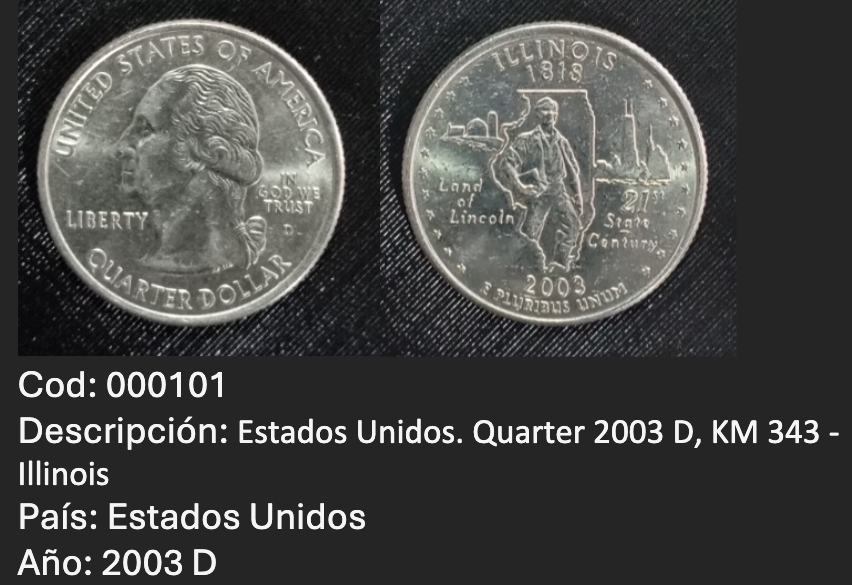 UNITED STATES OF AMERICA
IN
GOD WE
TRUST
LIBERTY
D
QUARTER DOLLAR
ILLINOIS
1818
Land
of
Lincoln
21st
State
Century
2003
E PLURIBUS UNUM
Cod: 000101
Descripción: Estados Unidos. Quarter 2003 D, KM 343 -
Illinois
País: Estados Unidos
Año: 2003 D